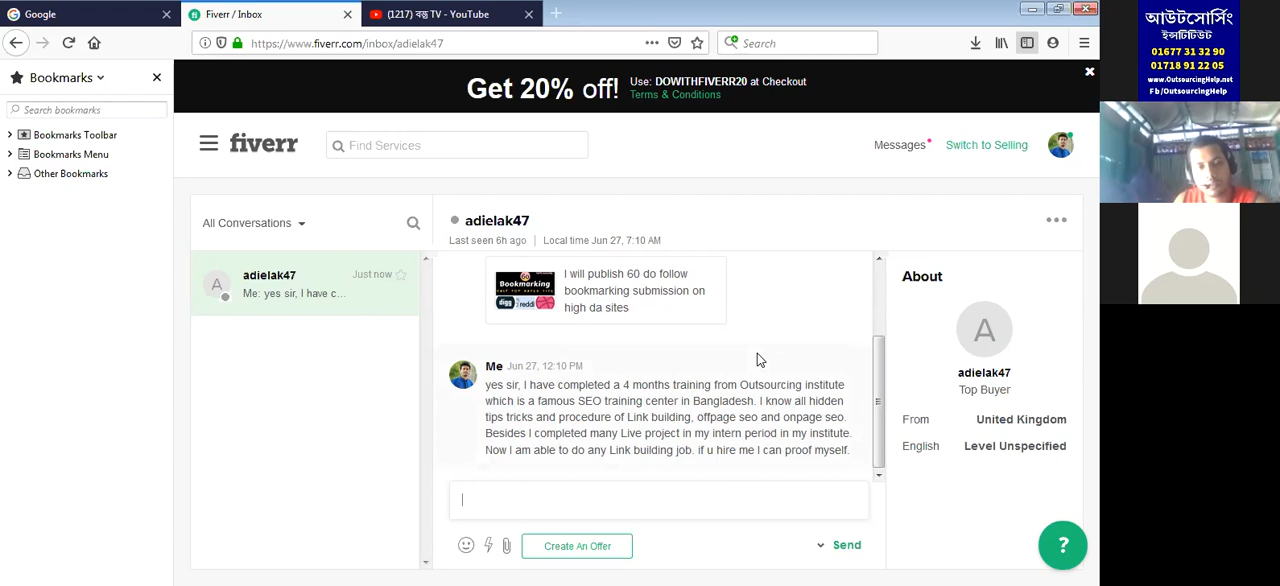 Google
Fiverr / Inbox
(1217) বন্ধু TV - YouTube
https://www.fiverr.com/inbox/adielak47
Search
Bookmarks
Search bookmarks
Bookmarks Toolbar
Bookmarks Menu
Other Bookmarks
Get 20% off!
Use: DOWITHFIVERR20 at Checkout
Terms & Conditions
fiverr
Find Services
Messages
Switch to Selling
All Conversations
adielak47
Just now
Me: yes sir, I have c...
adielak47
Last seen 6h ago
Local time Jun 27, 7:10 AM
60
Bookmarking
digg
reddi
I will publish 60 do follow
bookmarking submission on
high da sites
Me Jun 27, 12:10 PM
yes sir, I have completed a 4 months training from Outsourcing institute
which is a famous SEO training center in Bangladesh. I know all hidden
tips tricks and procedure of Link building, offpage seo and onpage seo.
Besides I completed many Live project in my intern period in my institute.
Now I am able to do any Link building job. if u hire me I can proof myself.
Create An Offer
Send
About
A
adielak47
Top Buyer
From United Kingdom
English Level Unspecified
?
আউটসোর্সিং
ইন্সটিটিউট
01677 31 32 90
01718 91 22 05
www.OutsourcingHelp.net
Fb/OutsourcingHelp